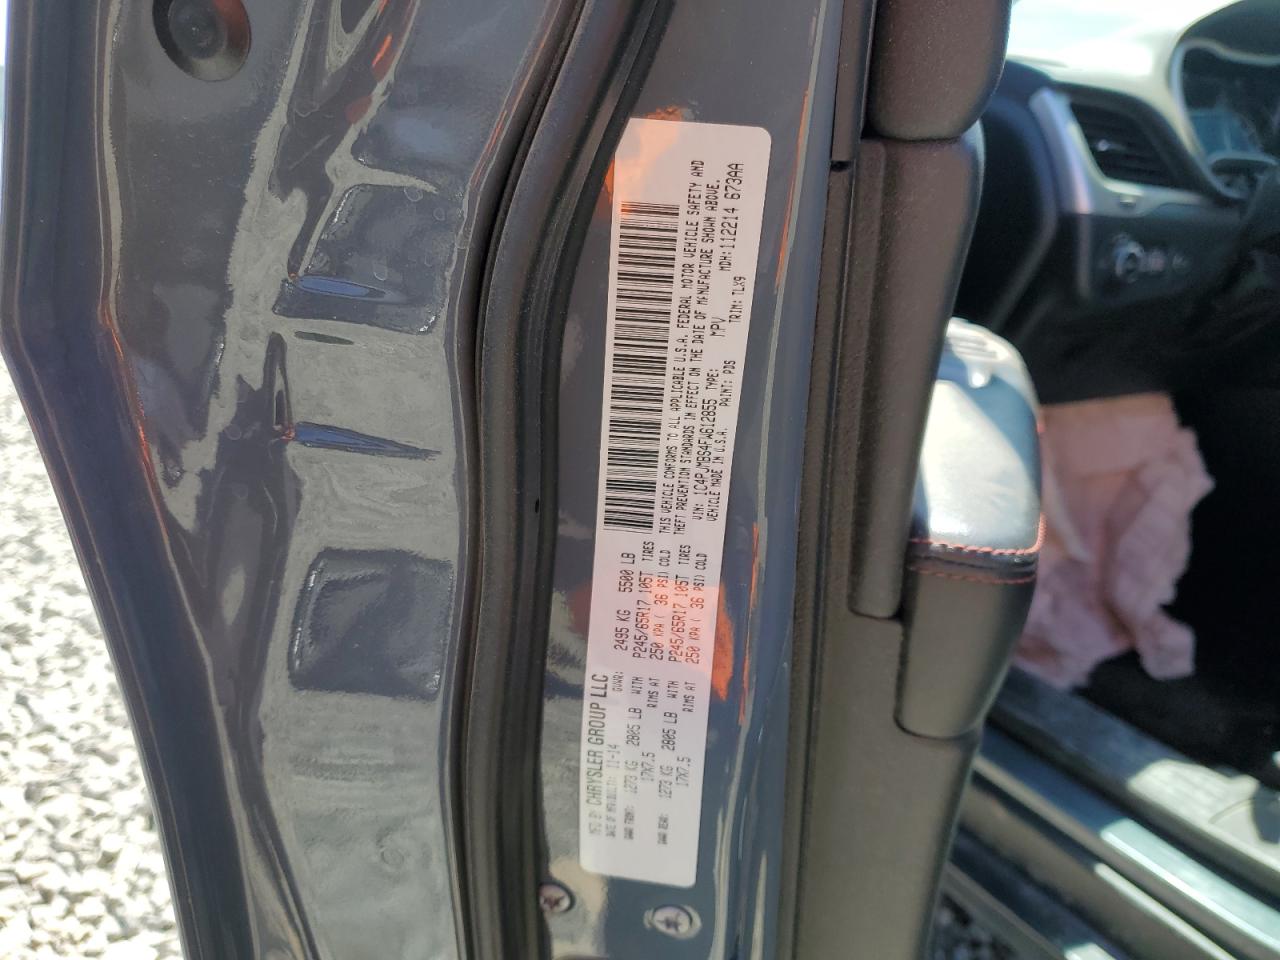 MFD BY: CHRYSLER GROUP LLC
DATE OF MFR: 11-14 GVWR: 2495 KG 5500 LB
GAWR FRONT: 1273 KG 2805 LB WITH P245/65R17 105T TIRES
17X7.5 RIMS AT 250 KPA ( 36 PSI) COLD
GAWR REAR: 1273 KG 2805 LB WITH P245/65R17 105T TIRES
17X7.5 RIMS AT 250 KPA ( 36 PSI) COLD
THIS VEHICLE CONFORMS TO ALL APPLICABLE U.S.A. FEDERAL MOTOR VEHICLE SAFETY AND
THEFT PREVENTION STANDARDS IN EFFECT ON THE DATE OF MANUFACTURE SHOWN ABOVE.
VIN: 1C4PJMBS4FW612855 TYPE: MPV MDH: 112214 673AA
VEHICLE MADE IN U.S.A. PAINT: PDS TRIM: TLX9